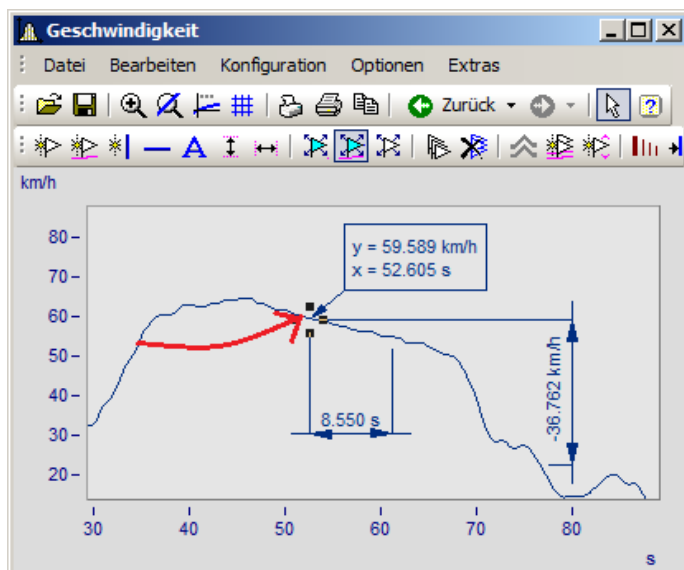 Geschwindigkeit
Datei Bearbeiten Konfiguration Optionen Extras
Zurück
km/h
y = 59.589 km/h
x = 52.605 s
80
70
60
50
40
30
20
8.550 s
-36.762 km/h
30 40 50 60 70 80
s